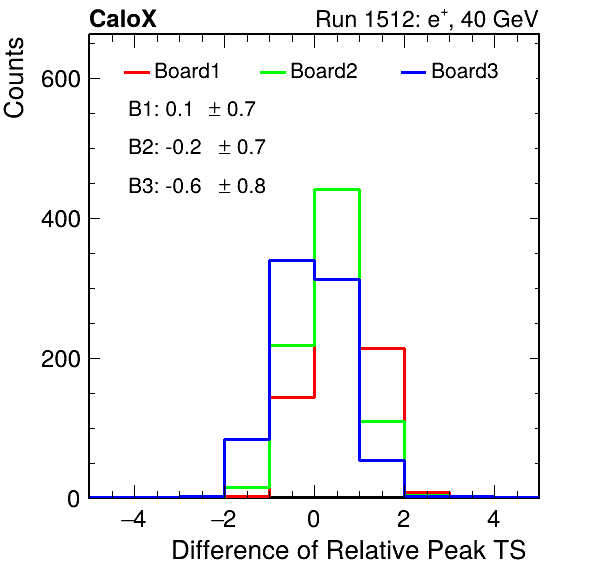 CaloX Run 1512: e+, 40 GeV
Counts
Board1 Board2 Board3
B1: 0.1 ± 0.7
B2: -0.2 ± 0.7
B3: -0.6 ± 0.8
600
400
200
0
−4 −2 0 2 4
Difference of Relative Peak TS